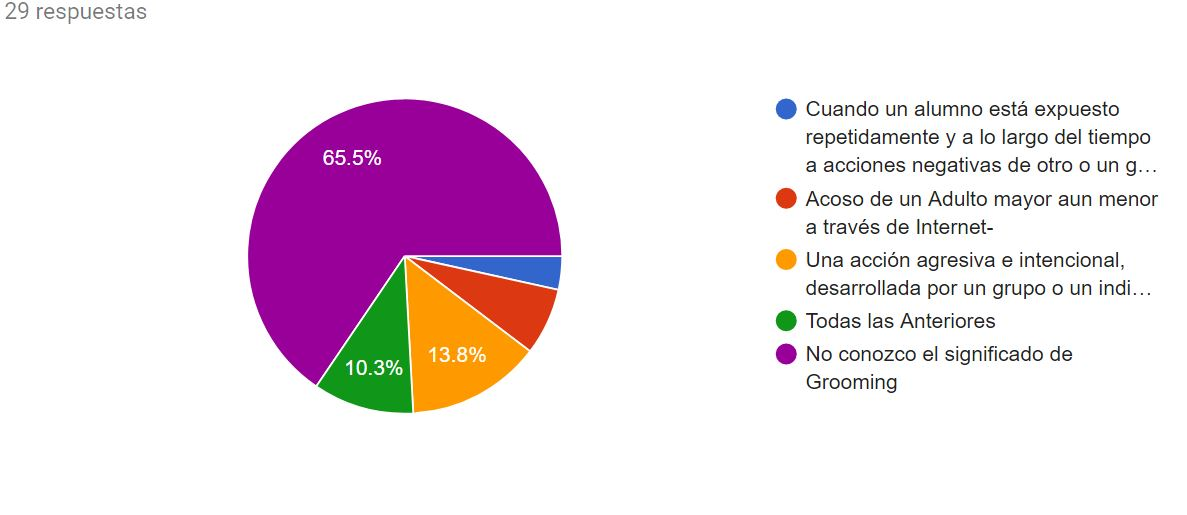 29 respuestas
65.5%
10.3%
13.8%
Cuando un alumno está expuesto
repetidamente y a lo largo del tiempo
a acciones negativas de otro o un g…
Acoso de un Adulto mayor aun menor
a través de Internet-
Una acción agresiva e intencional,
desarrollada por un grupo o un indi…
Todas las Anteriores
No conozco el significado de
Grooming